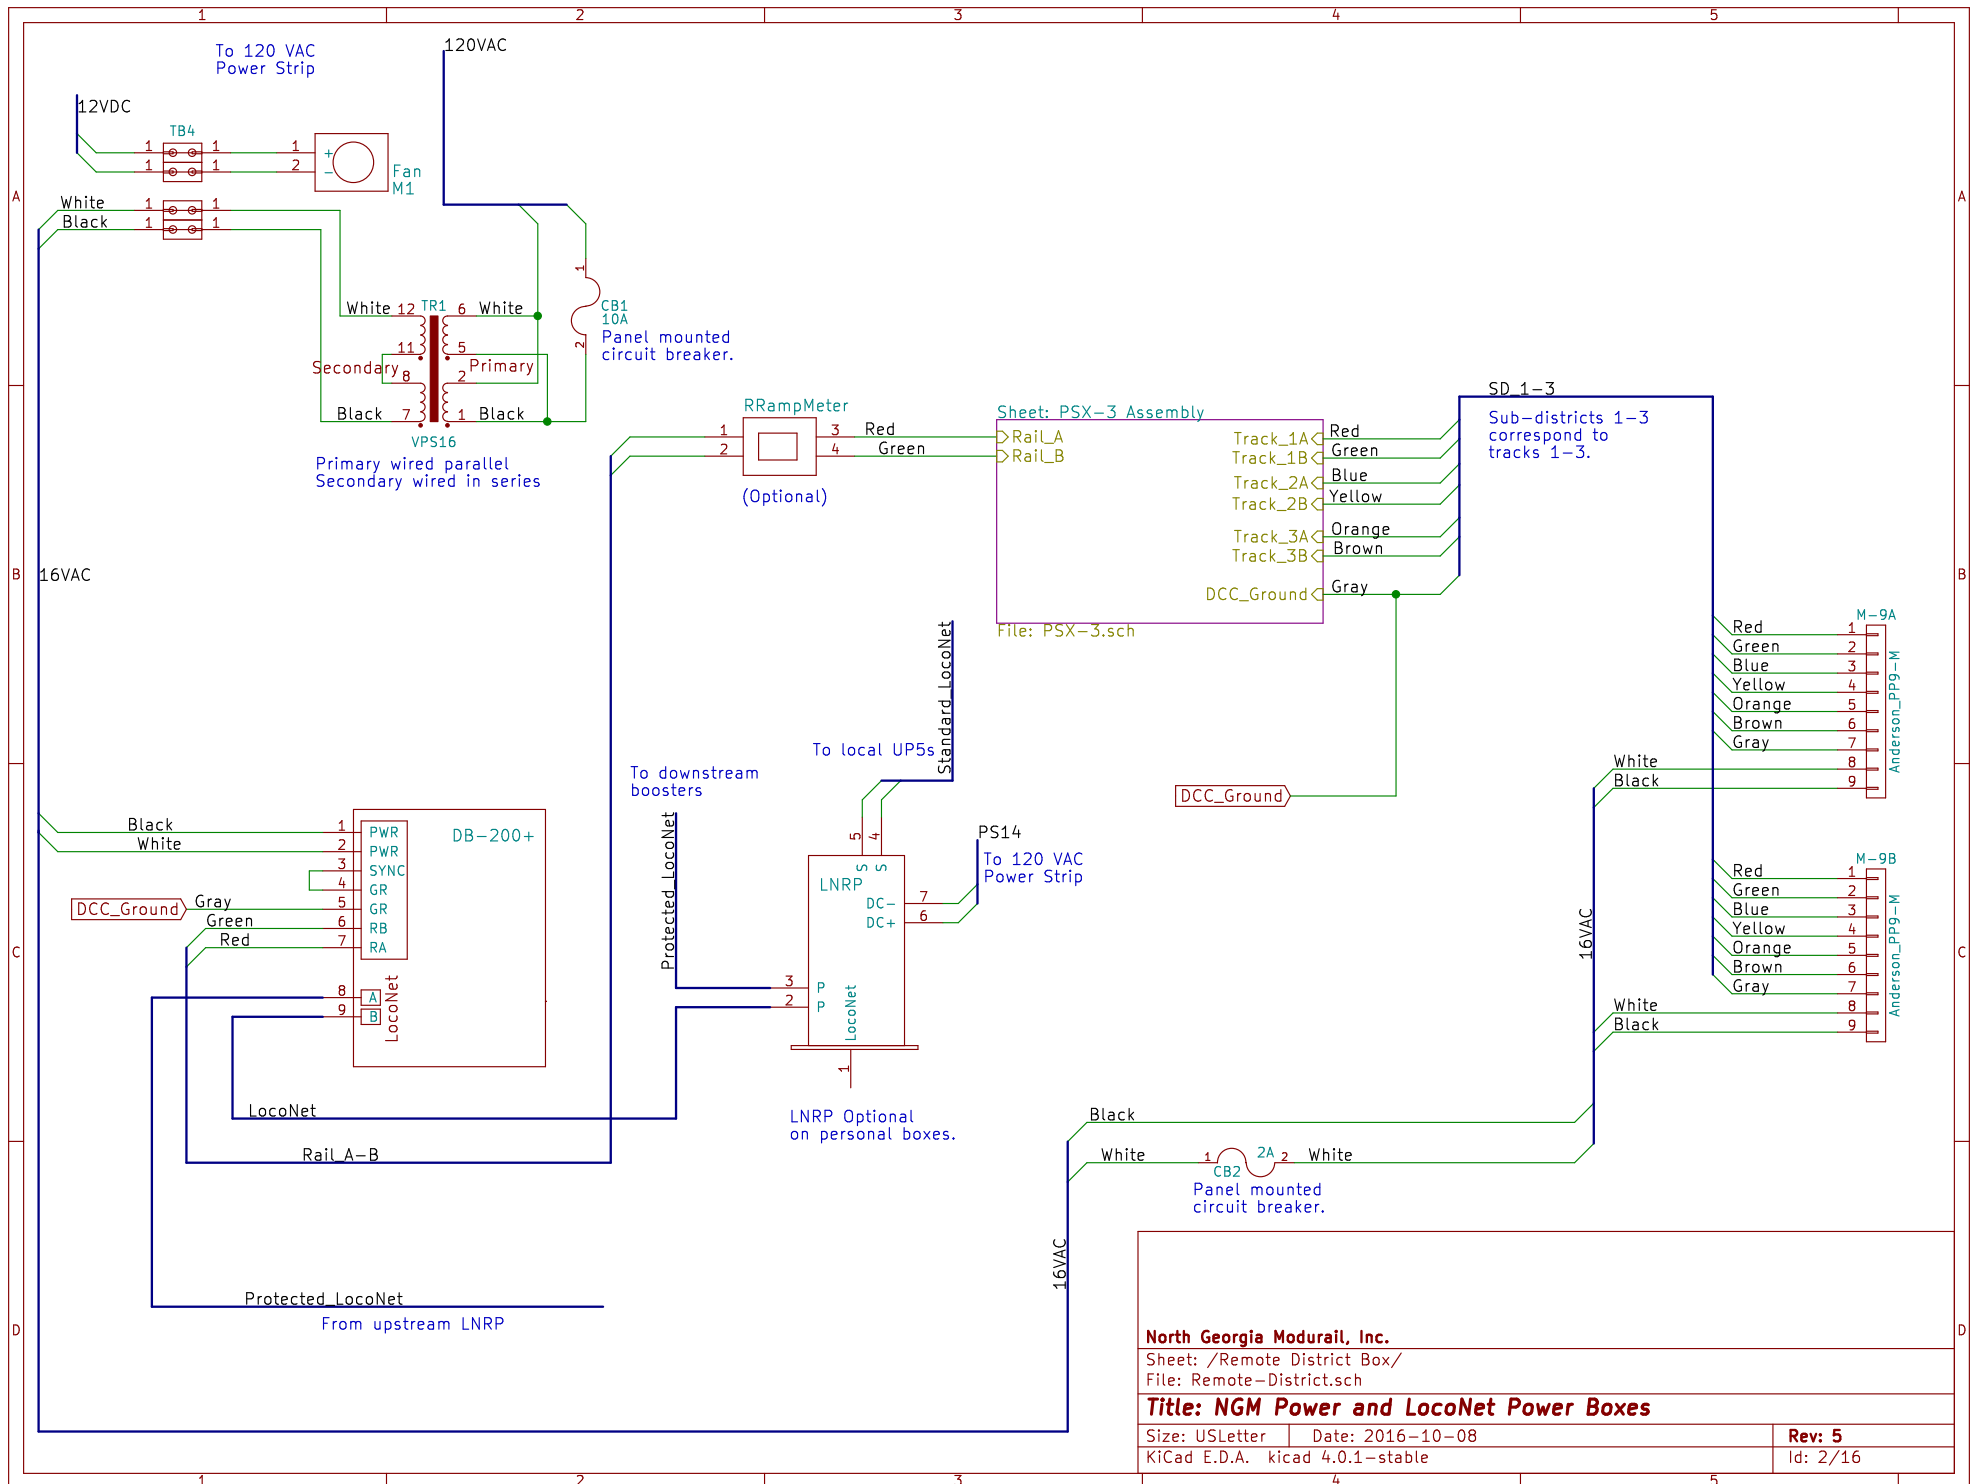 1 2 3 4 5
To 120 VAC
Power Strip
120VAC
12VDC
TB4
1 1 1
1 1 2
+
-
Fan
M1
A
A
White 1 1
Black 1 1
1
CB1
10A
2
Panel mounted
circuit breaker.
White 12 TR1 6 White
11 5
Secondary Primary
8 2
Black 7 1 Black
VPS16
Primary wired parallel
Secondary wired in series
RRampMeter
1 3 Red
2 4 Green
(Optional)
Sheet: PSX-3 Assembly
Rail_A
Rail_B
Track_1A Red
Track_1B Green
Track_2A Blue
Track_2B Yellow
Track_3A Orange
Track_3B Brown
DCC_Ground Gray
File: PSX-3.sch
SD_1-3
Sub-districts 1-3
correspond to
tracks 1-3.
B
16VAC
B
M-9A
Red 1
Green 2
Blue 3
Yellow 4
Orange 5
Brown 6
Gray 7
White 8
Black 9
Anderson_PP9-M
Standard_LocoNet
To local UP5s
To downstream
boosters
Protected_LocoNet
DCC_Ground
PS14
To 120 VAC
Power Strip
5 4
S S
LNRP
DC- 7
DC+ 6
3 P
2 P
LocoNet
1
LNRP Optional
on personal boxes.
DB-200+
Black 1 PWR
White 2 PWR
3 SYNC
4 GR
DCC_Ground Gray 5 GR
Green 6 RB
Red 7 RA
8 A
9 B
LocoNet
C
C
M-9B
Red 1
Green 2
Blue 3
Yellow 4
Orange 5
Brown 6
Gray 7
White 8
Black 9
Anderson_PP9-M
16VAC
LocoNet
Rail_A-B
Black
White 1 2A 2 White
CB2
Panel mounted
circuit breaker.
16VAC
Protected_LocoNet
From upstream LNRP
D
D
North Georgia Modurail, Inc.
Sheet: /Remote District Box/
File: Remote-District.sch
Title: NGM Power and LocoNet Power Boxes
Size: USLetter Date: 2016-10-08 Rev: 5
KiCad E.D.A. kicad 4.0.1-stable Id: 2/16
1 2 3 4 5